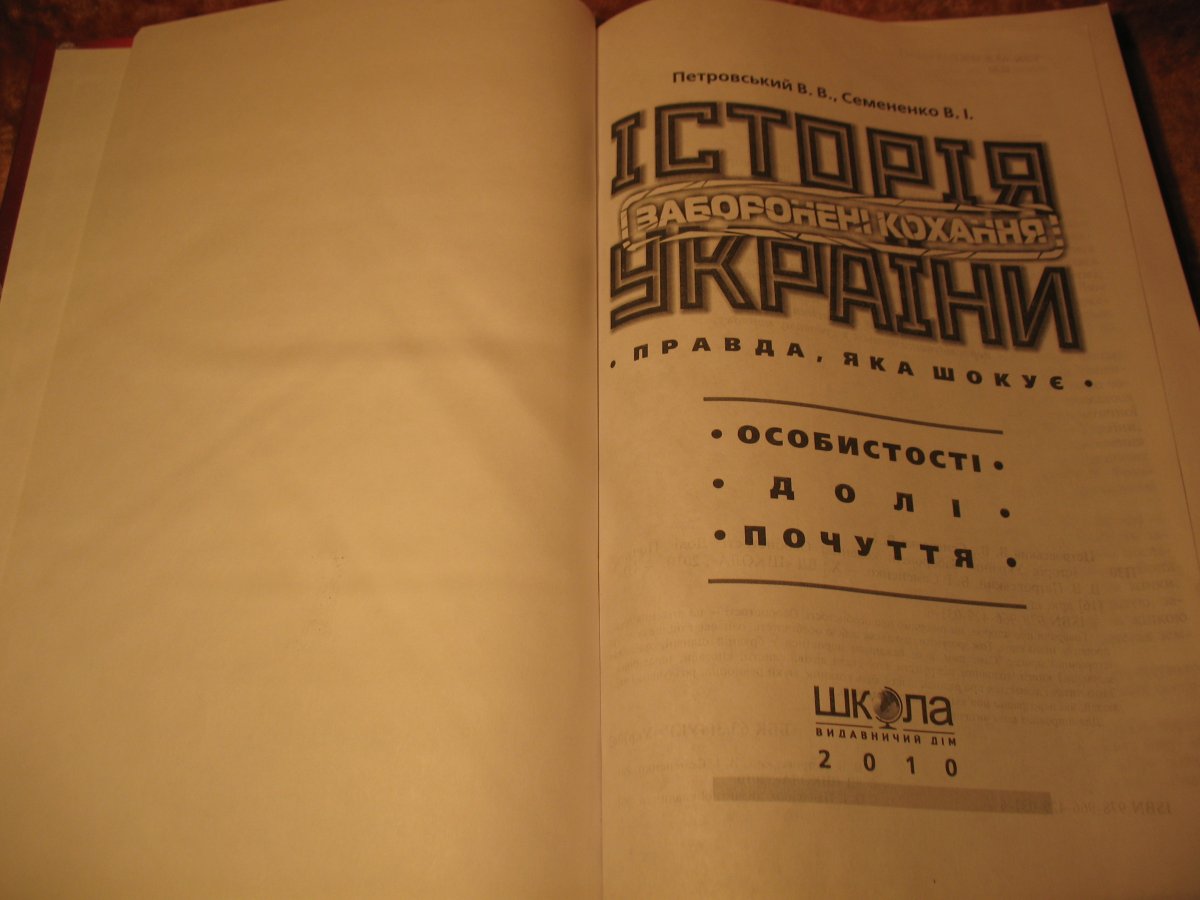 Петровський В. В., Семененко В. І.
ІСТОРІЯ
ЗАБОРОНЕНІ КОХАННЯ
УКРАЇНИ
• ПРАВДА, ЯКА ШОКУЄ •
• ОСОБИСТОСТІ •
• ДОЛІ •
• ПОЧУТТЯ •
ШКОЛА
ВИДАВНИЧИЙ ДІМ
2010